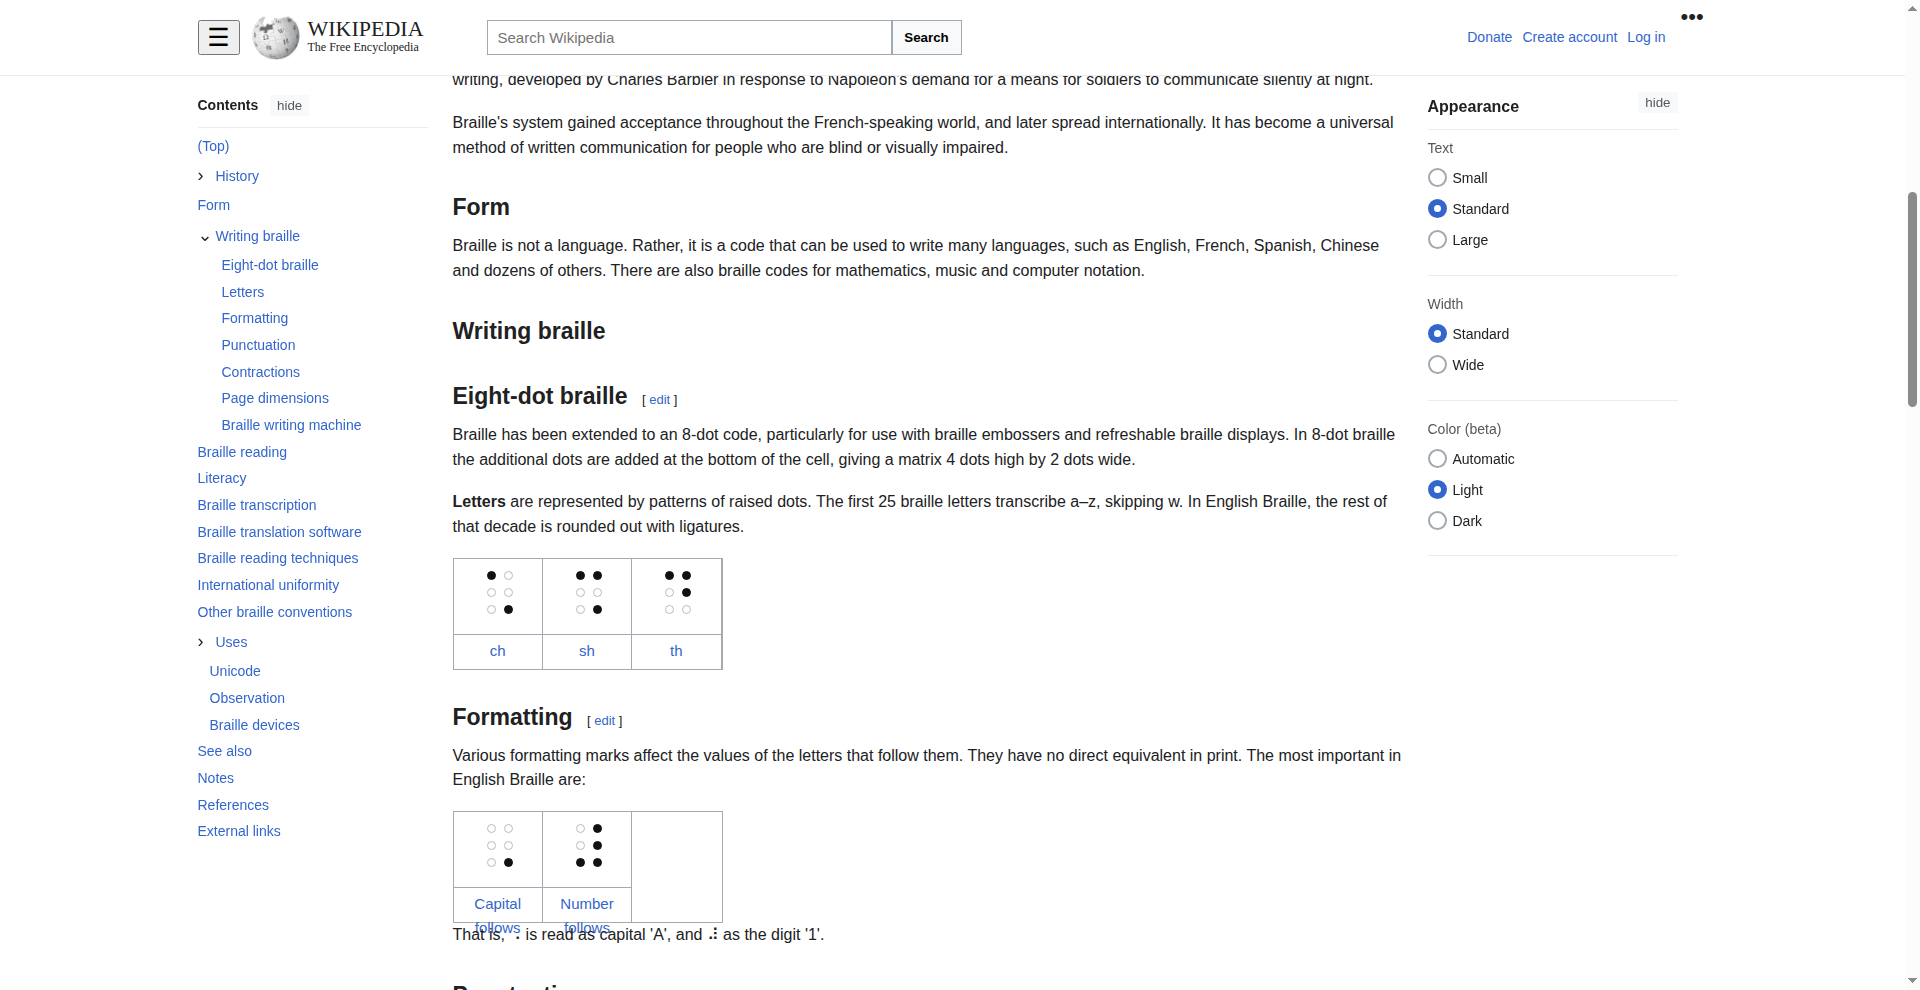 ☰
WIKIPEDIA
The Free Encyclopedia
Search Wikipedia
Search
Donate Create account Log in
•••
Contents hide
(Top)
History
Form
Writing braille
Eight-dot braille
Letters
Formatting
Punctuation
Contractions
Page dimensions
Braille writing machine
Braille reading
Literacy
Braille transcription
Braille translation software
Braille reading techniques
International uniformity
Other braille conventions
Uses
Unicode
Observation
Braille devices
See also
Notes
References
External links
writing, developed by Charles Barbier in response to Napoleon's demand for a means for soldiers to communicate silently at night.
Braille's system gained acceptance throughout the French-speaking world, and later spread internationally. It has become a universal
method of written communication for people who are blind or visually impaired.
Form
Braille is not a language. Rather, it is a code that can be used to write many languages, such as English, French, Spanish, Chinese
and dozens of others. There are also braille codes for mathematics, music and computer notation.
Writing braille
Eight-dot braille [ edit ]
Braille has been extended to an 8-dot code, particularly for use with braille embossers and refreshable braille displays. In 8-dot braille
the additional dots are added at the bottom of the cell, giving a matrix 4 dots high by 2 dots wide.
Letters are represented by patterns of raised dots. The first 25 braille letters transcribe a–z, skipping w. In English Braille, the rest of
that decade is rounded out with ligatures.
ch sh th
Formatting [ edit ]
Various formatting marks affect the values of the letters that follow them. They have no direct equivalent in print. The most important in
English Braille are:
Capital Number
follows follows
That is, is read as capital 'A', and ⠼ as the digit '1'.
Appearance hide
Text
Small
Standard
Large
Width
Standard
Wide
Color (beta)
Automatic
Light
Dark